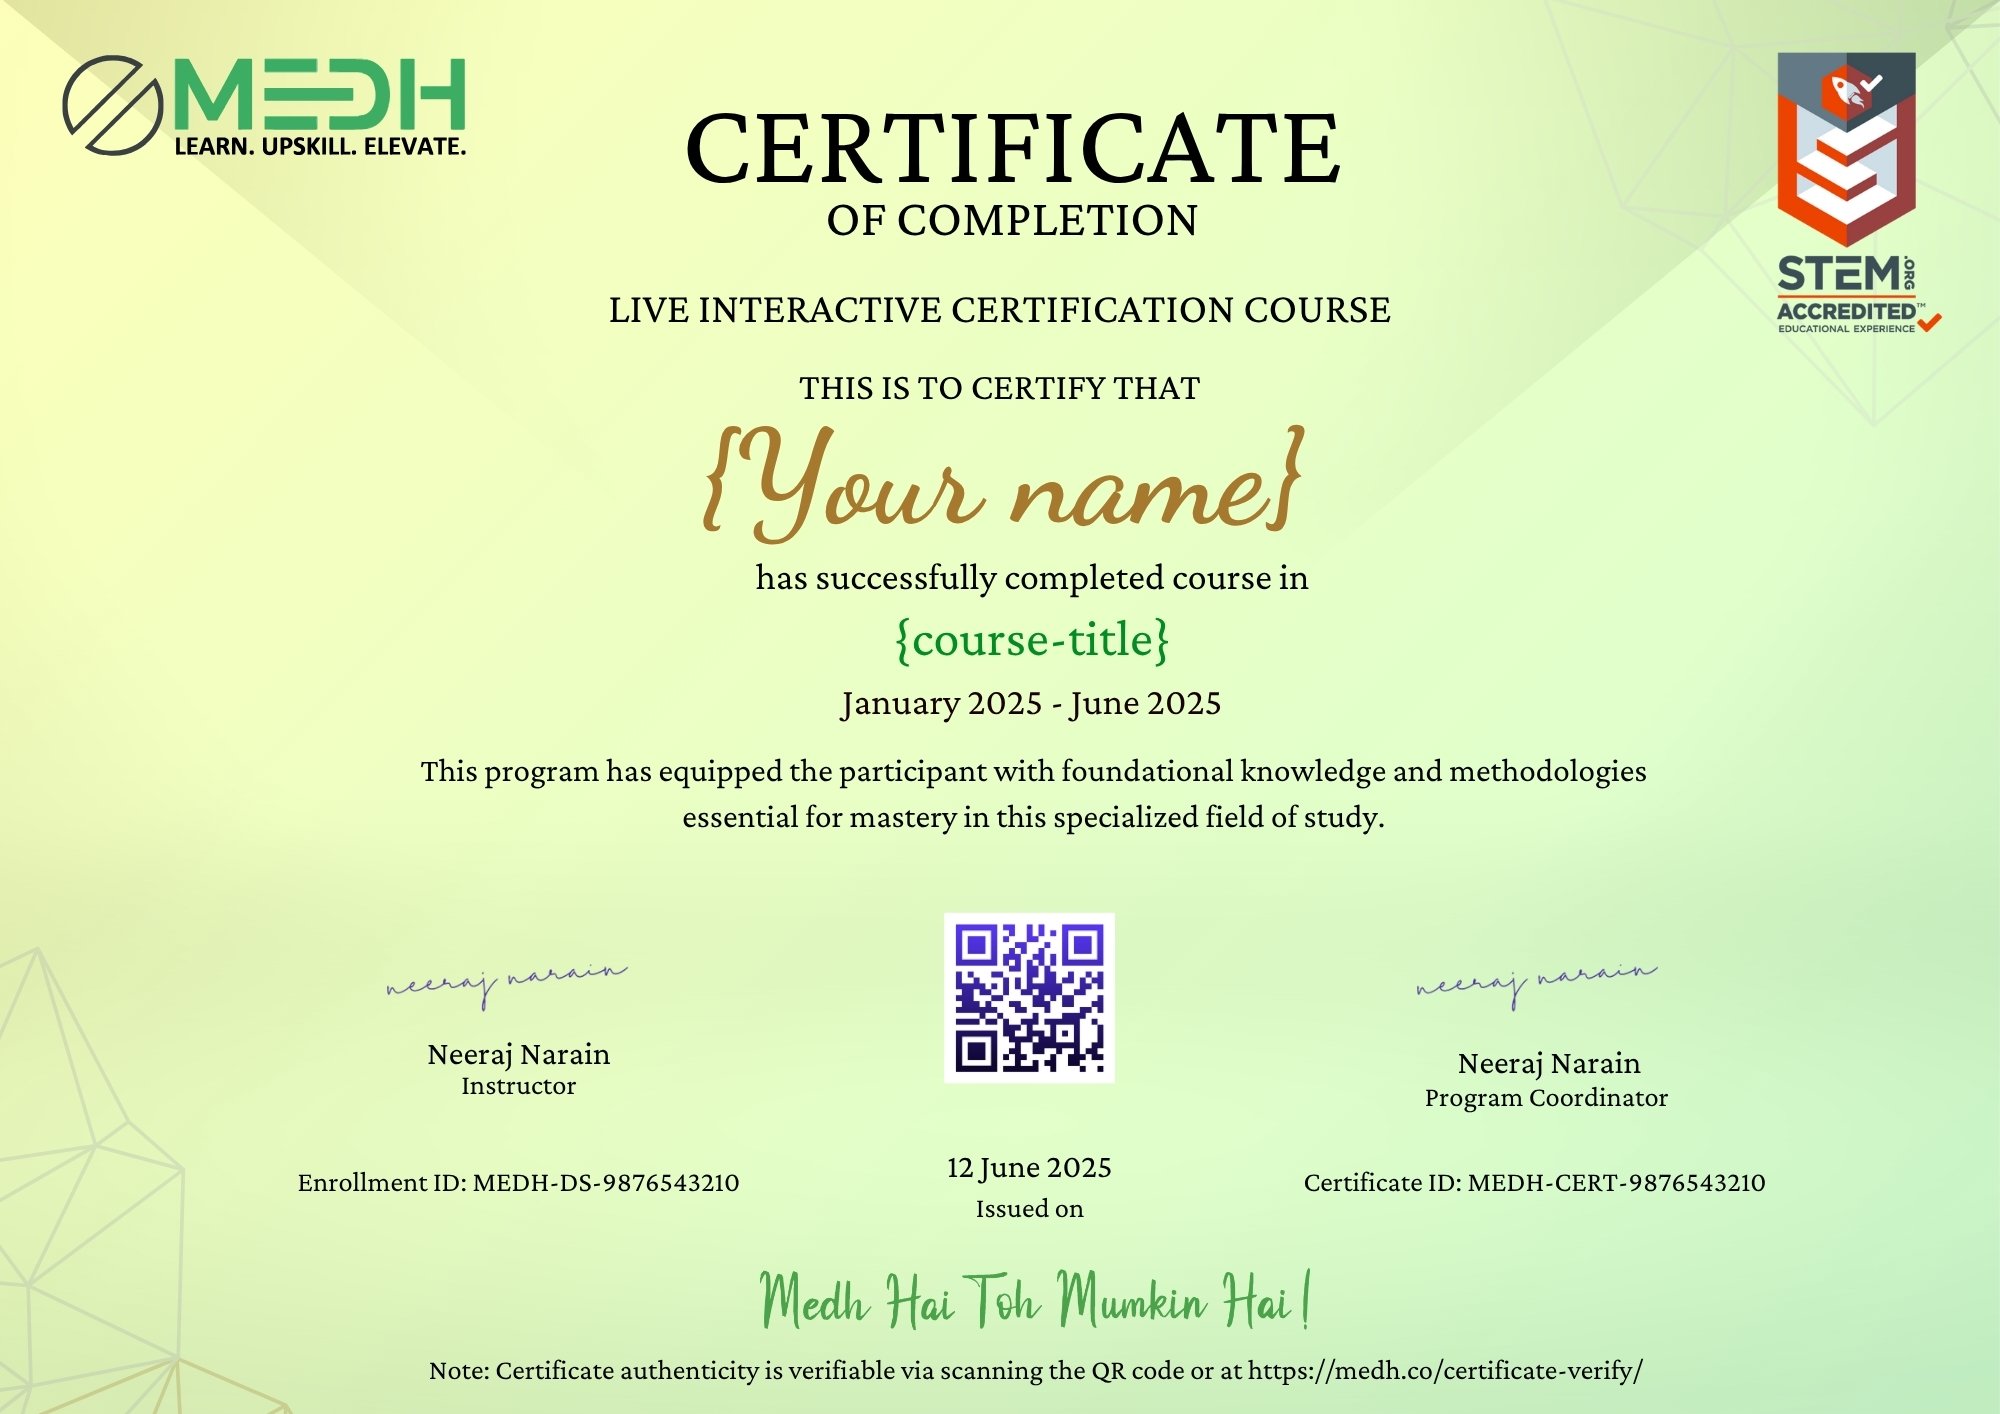 MEDH
LEARN. UPSKILL. ELEVATE.
CERTIFICATE
OF COMPLETION
STEM.ORG
ACCREDITED™
EDUCATIONAL EXPERIENCE
LIVE INTERACTIVE CERTIFICATION COURSE
THIS IS TO CERTIFY THAT
{Your name}
has successfully completed course in
{course-title}
January 2025 - June 2025
This program has equipped the participant with foundational knowledge and methodologies
essential for mastery in this specialized field of study.
neeraj narain
Neeraj Narain
Instructor
neeraj narain
Neeraj Narain
Program Coordinator
Enrollment ID: MEDH-DS-9876543210
12 June 2025
Issued on
Certificate ID: MEDH-CERT-9876543210
Medh Hai Toh Mumkin Hai!
Note: Certificate authenticity is verifiable via scanning the QR code or at https://medh.co/certificate-verify/